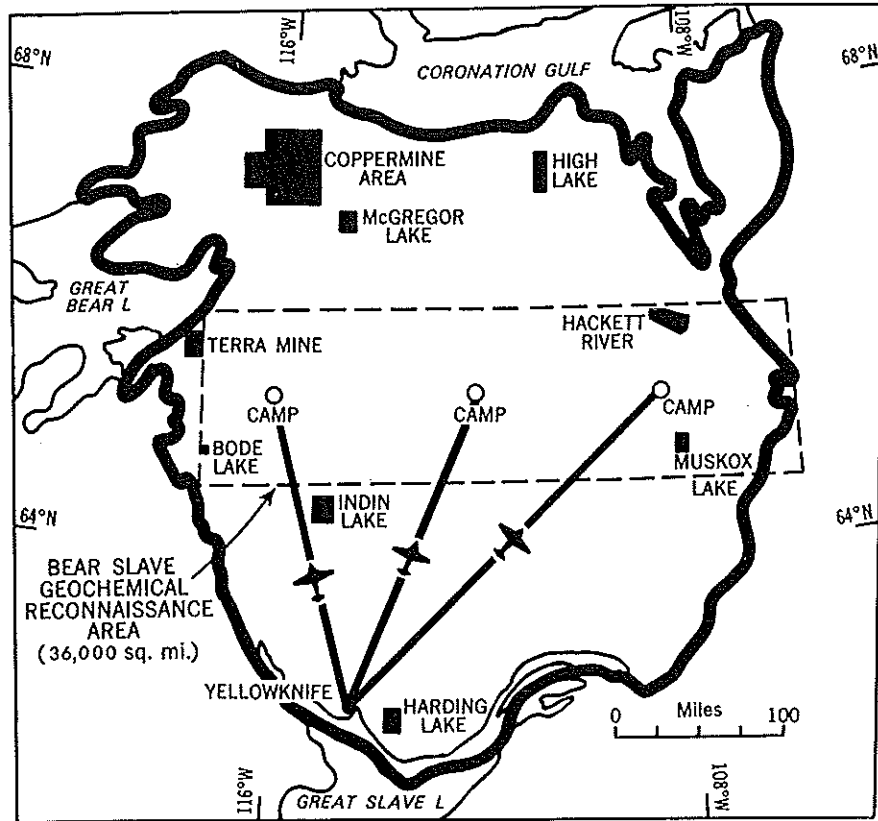 116°W
108°W
68°N
68°N
CORONATION GULF
COPPERMINE
AREA
HIGH
LAKE
McGREGOR
LAKE
GREAT
BEAR L
HACKETT
RIVER
TERRA MINE
CAMP
CAMP
CAMP
BODE
LAKE
MUSKOX
LAKE
INDIN
LAKE
64°N
64°N
BEAR SLAVE
GEOCHEMICAL
RECONNAISSANCE
AREA
(36,000 sq. mi.)
YELLOWKNIFE
HARDING
LAKE
0 Miles 100
116°W
108°W
GREAT SLAVE L